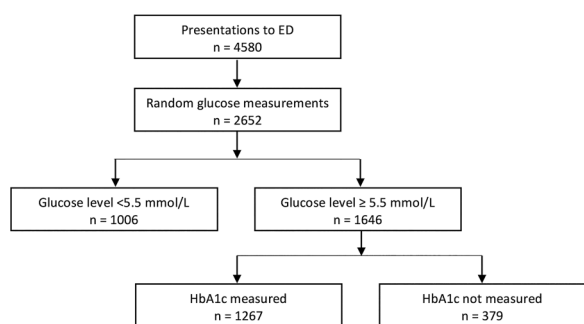 Presentations to ED
n = 4580
Random glucose measurements
n = 2652
Glucose level <5.5 mmol/L
n = 1006
Glucose level ≥ 5.5 mmol/L
n = 1646
HbA1c measured
n = 1267
HbA1c not measured
n = 379